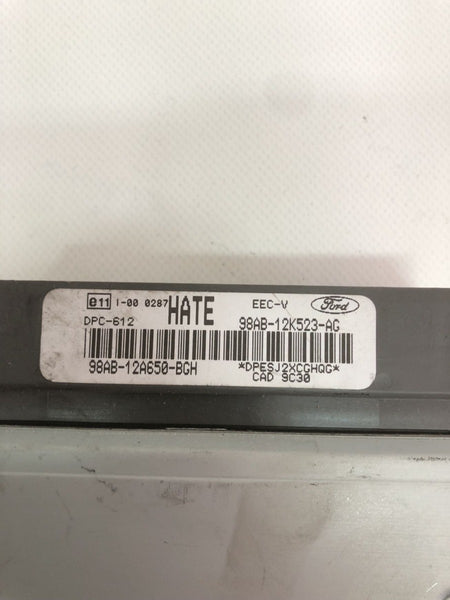 e11 I-00 0287 HATE EEC-V Ford
DPC-612 98AB-12K523-AG
98AB-12A650-BGH *DPESJ2XCGHQG*
CAD 9C30